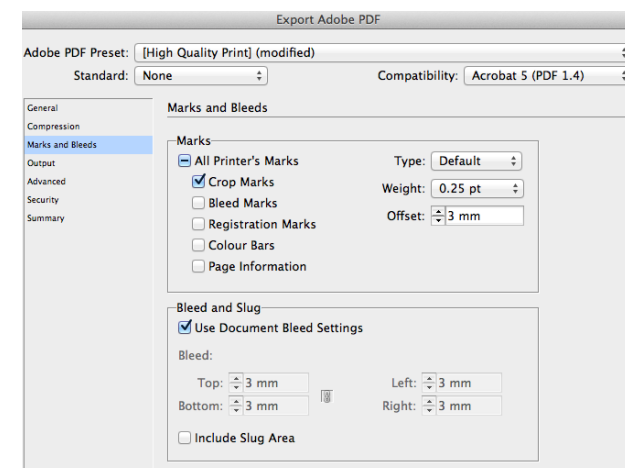 Export Adobe PDF
Adobe PDF Preset: [High Quality Print] (modified)
Standard: None Compatibility: Acrobat 5 (PDF 1.4)
General
Compression
Marks and Bleeds
Output
Advanced
Security
Summary
Marks and Bleeds
Marks
All Printer's Marks Type: Default
Crop Marks Weight: 0.25 pt
Bleed Marks Offset: 3 mm
Registration Marks
Colour Bars
Page Information
Bleed and Slug
Use Document Bleed Settings
Bleed:
Top: 3 mm Left: 3 mm
Bottom: 3 mm Right: 3 mm
Include Slug Area